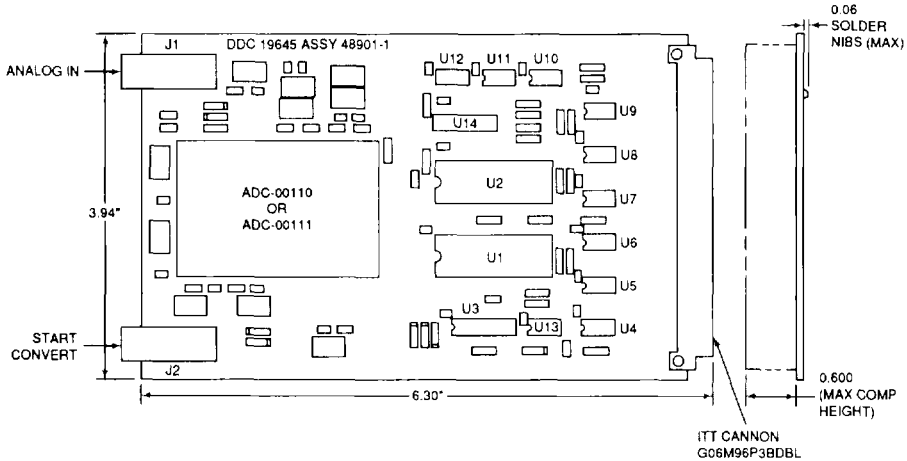 0.06
SOLDER
NIBS (MAX)
J1
DDC 19645 ASSY 48901-1
ANALOG IN
U12
U11
U10
U9
U14
U8
ADC-00110
OR
ADC-00111
U2
U7
3.94"
U6
U1
U5
U3
U13
U4
START
CONVERT
J2
6.30"
0.600
(MAX COMP
HEIGHT)
ITT CANNON
G06M96P3BDBL